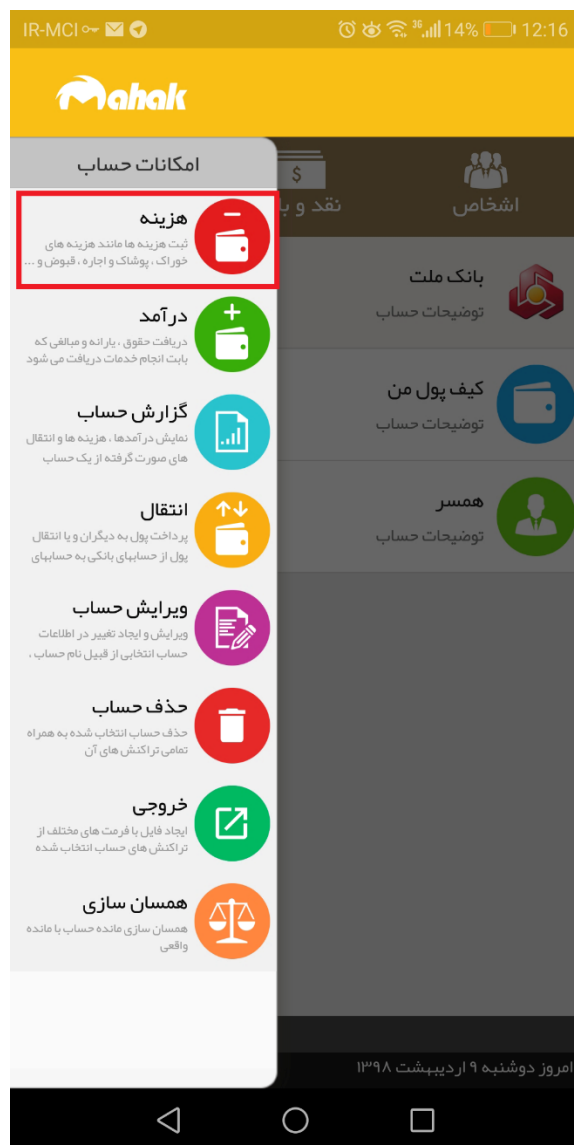 IR-MCI 36 14% 12:16
Mahak
امکانات حساب
هزینه
ثبت هزینه ها مانند هزینه های
خوراک ، پوشاک و اجاره ، قبوض و ...
درآمد
دریافت حقوق ، یارانه و مبالغی که
بابت انجام خدمات دریافت می شود
گزارش حساب
نمایش درآمدها ، هزینه ها و انتقال
های صورت گرفته از یک حساب
انتقال
پرداخت پول به دیگران و یا انتقال
پول از حسابهای بانکی به حسابهای
ویرایش حساب
ویرایش و ایجاد تغییر در اطلاعات
حساب انتخابی از قبیل نام حساب ،
حذف حساب
حذف حساب انتخاب شده به همراه
تمامی تراکنش های آن
خروجی
ایجاد فایل با فرمت های مختلف از
تراکنش های حساب انتخاب شده
همسان سازی
همسان سازی مانده حساب با مانده
واقعی
اشخاص
نقد و
بانک ملت
توضیحات حساب
کیف پول من
توضیحات حساب
همسر
توضیحات حساب
امروز دوشنبه ۹ اردیبهشت ۱۳۹۸